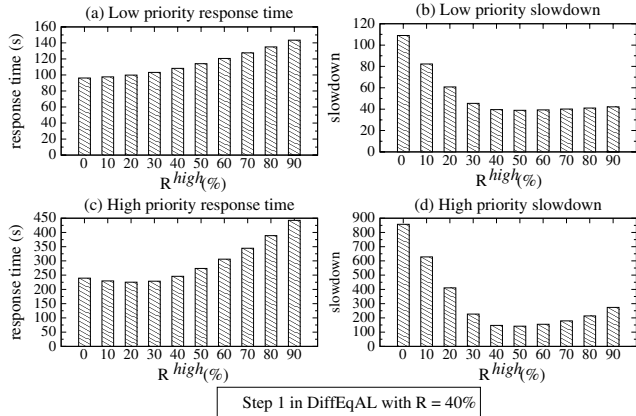 (a) Low priority response time
response time (s)
160
140
120
100
80
60
40
20
0
0 10 20 30 40 50 60 70 80 90
R^high(%)
(b) Low priority slowdown
slowdown
120
100
80
60
40
20
0
0 10 20 30 40 50 60 70 80 90
R^high(%)
(c) High priority response time
response time (s)
450
400
350
300
250
200
150
100
50
0
0 10 20 30 40 50 60 70 80 90
R^high(%)
(d) High priority slowdown
slowdown
900
800
700
600
500
400
300
200
100
0
0 10 20 30 40 50 60 70 80 90
R^high(%)
Step 1 in DiffEqAL with R = 40%